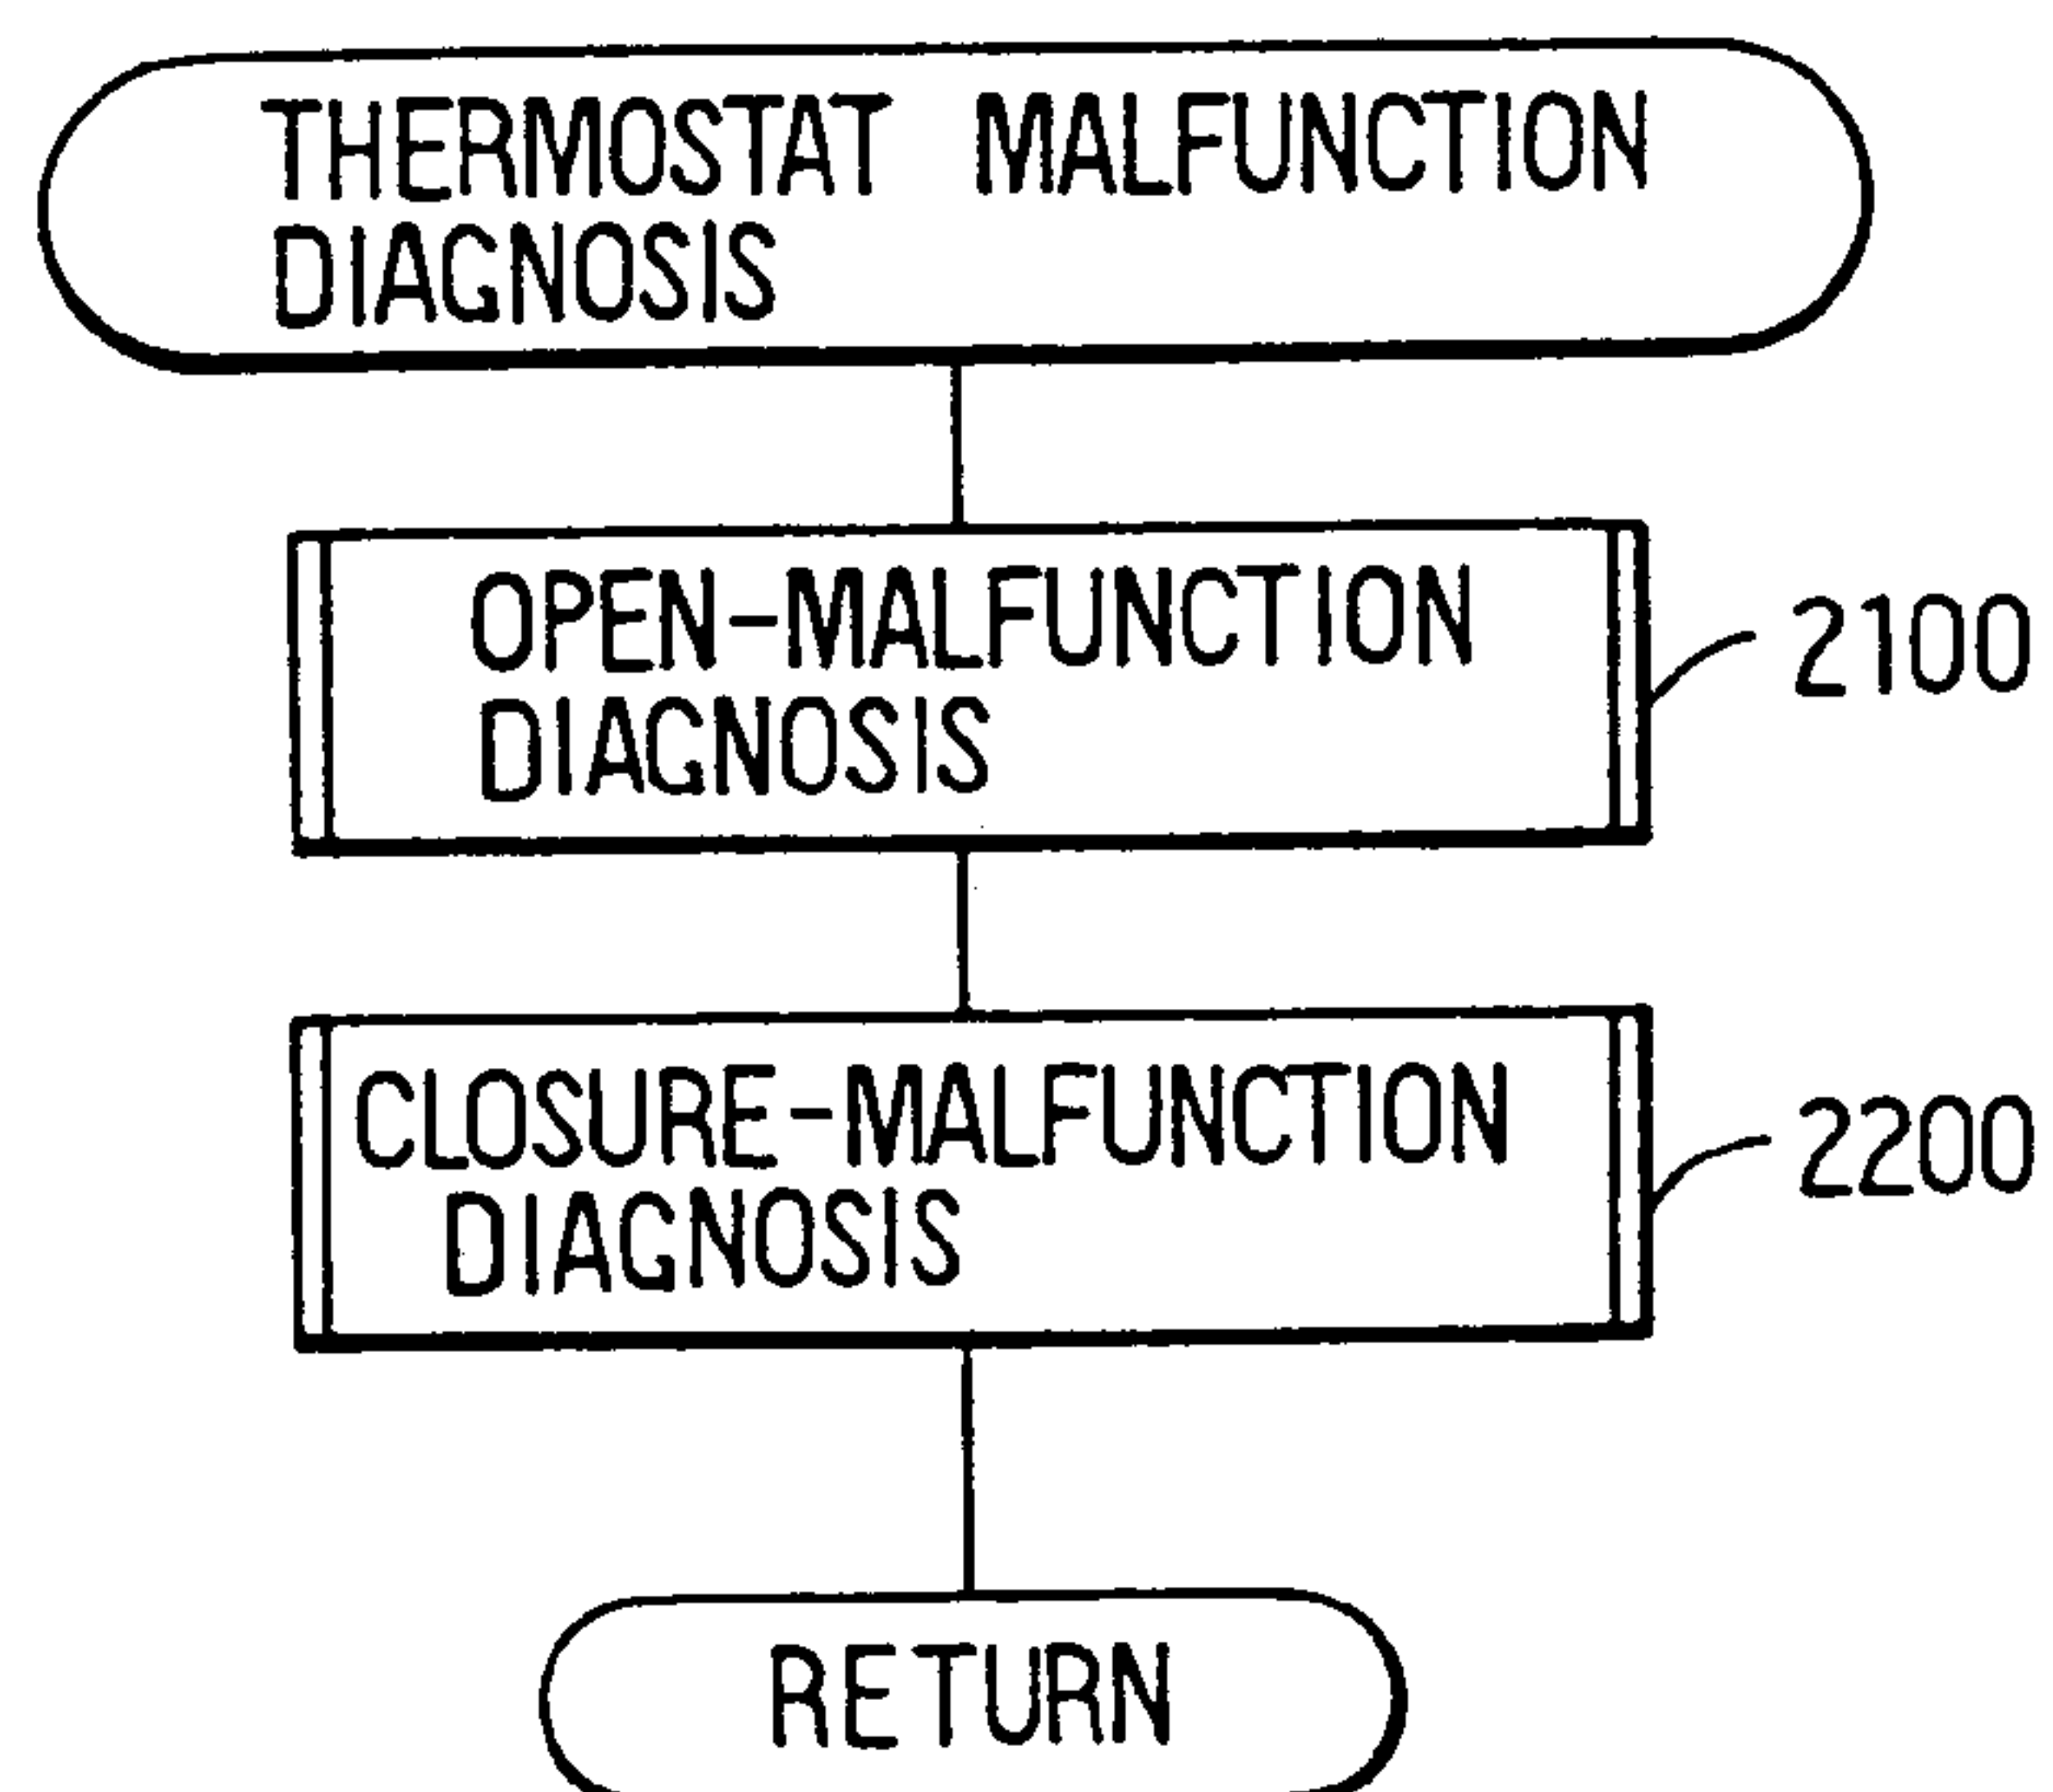 THERMOSTAT MALFUNCTION
DIAGNOSIS
OPEN-MALFUNCTION
DIAGNOSIS
2100
CLOSURE-MALFUNCTION
DIAGNOSIS
2200
RETURN